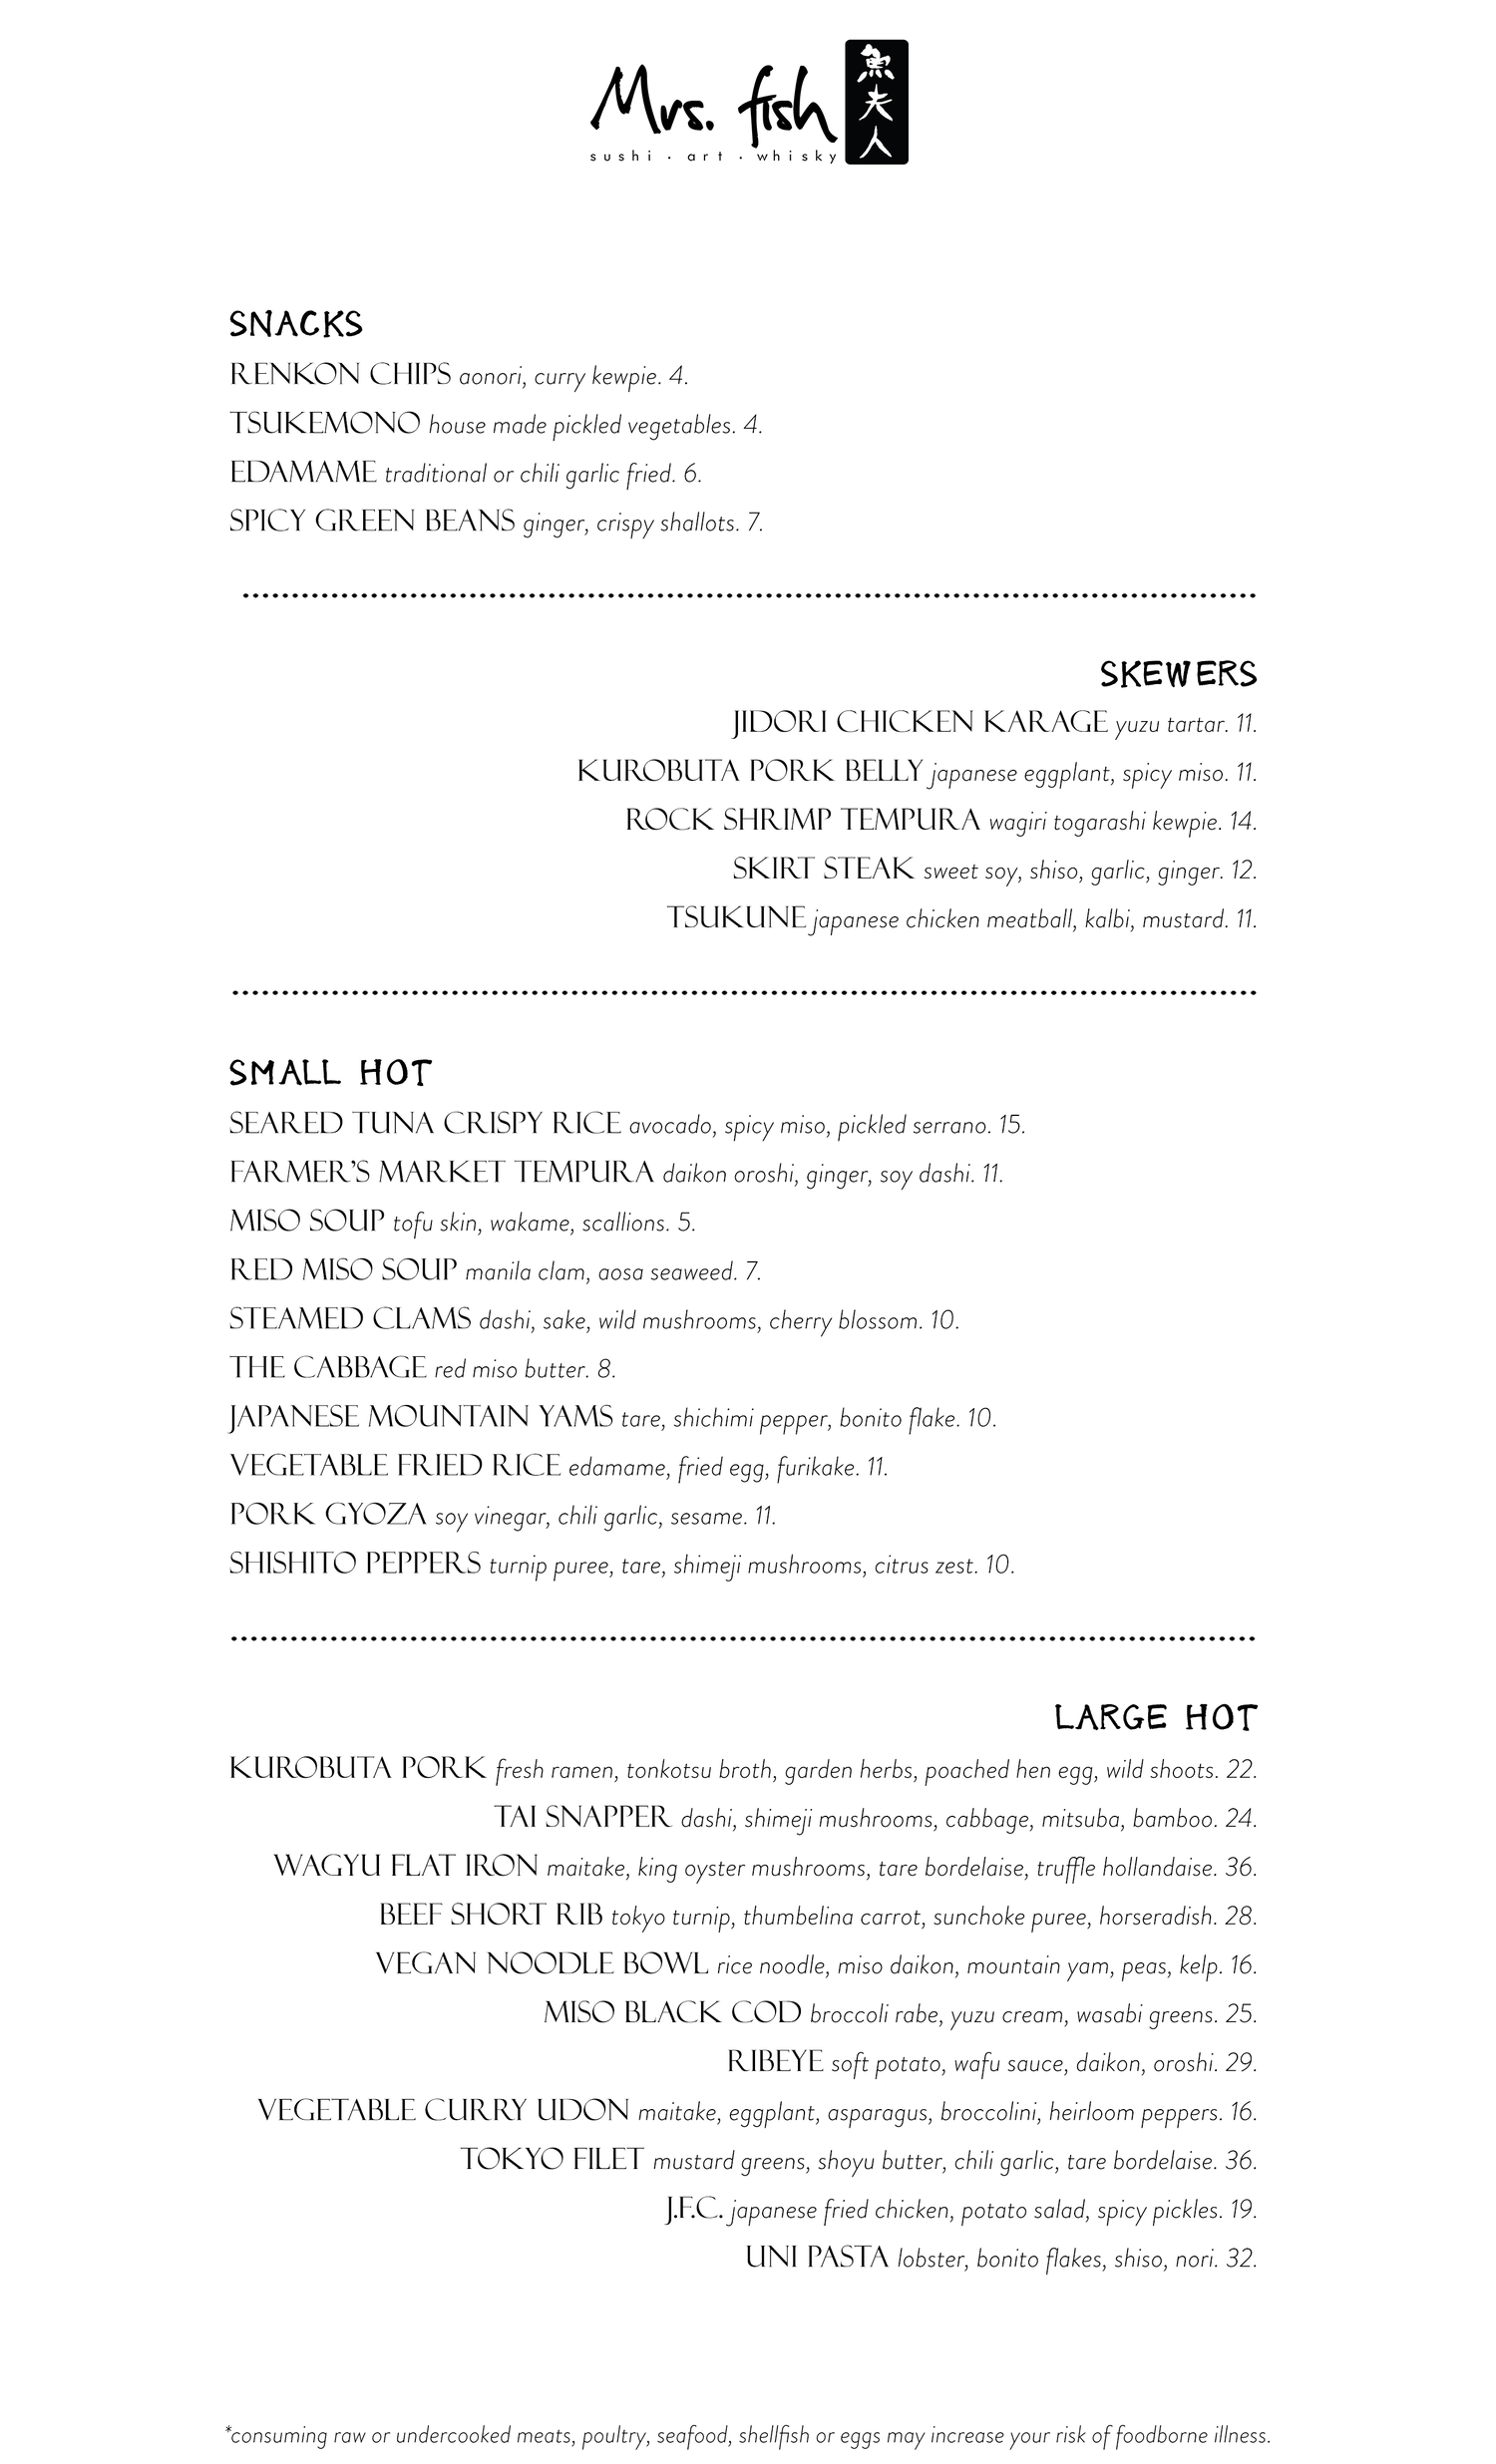 Mrs. fish
魚夫人
sushi · art · whisky
SNACKS
RENKON CHIPS aonori, curry kewpie. 4.
TSUKEMONO house made pickled vegetables. 4.
EDAMAME traditional or chili garlic fried. 6.
SPICY GREEN BEANS ginger, crispy shallots. 7.
SKEWERS
JIDORI CHICKEN KARAGE yuzu tartar. 11.
KUROBUTA PORK BELLY japanese eggplant, spicy miso. 11.
ROCK SHRIMP TEMPURA wagiri togarashi kewpie. 14.
SKIRT STEAK sweet soy, shiso, garlic, ginger. 12.
TSUKUNE japanese chicken meatball, kalbi, mustard. 11.
SMALL HOT
SEARED TUNA CRISPY RICE avocado, spicy miso, pickled serrano. 15.
FARMER'S MARKET TEMPURA daikon oroshi, ginger, soy dashi. 11.
MISO SOUP tofu skin, wakame, scallions. 5.
RED MISO SOUP manila clam, aosa seaweed. 7.
STEAMED CLAMS dashi, sake, wild mushrooms, cherry blossom. 10.
THE CABBAGE red miso butter. 8.
JAPANESE MOUNTAIN YAMS tare, shichimi pepper, bonito flake. 10.
VEGETABLE FRIED RICE edamame, fried egg, furikake. 11.
PORK GYOZA soy vinegar, chili garlic, sesame. 11.
SHISHITO PEPPERS turnip puree, tare, shimeji mushrooms, citrus zest. 10.
LARGE HOT
KUROBUTA PORK fresh ramen, tonkotsu broth, garden herbs, poached hen egg, wild shoots. 22.
TAI SNAPPER dashi, shimeji mushrooms, cabbage, mitsuba, bamboo. 24.
WAGYU FLAT IRON maitake, king oyster mushrooms, tare bordelaise, truffle hollandaise. 36.
BEEF SHORT RIB tokyo turnip, thumbelina carrot, sunchoke puree, horseradish. 28.
VEGAN NOODLE BOWL rice noodle, miso daikon, mountain yam, peas, kelp. 16.
MISO BLACK COD broccoli rabe, yuzu cream, wasabi greens. 25.
RIBEYE soft potato, wafu sauce, daikon, oroshi. 29.
VEGETABLE CURRY UDON maitake, eggplant, asparagus, broccolini, heirloom peppers. 16.
TOKYO FILET mustard greens, shoyu butter, chili garlic, tare bordelaise. 36.
J.F.C. japanese fried chicken, potato salad, spicy pickles. 19.
UNI PASTA lobster, bonito flakes, shiso, nori. 32.
*consuming raw or undercooked meats, poultry, seafood, shellfish or eggs may increase your risk of foodborne illness.